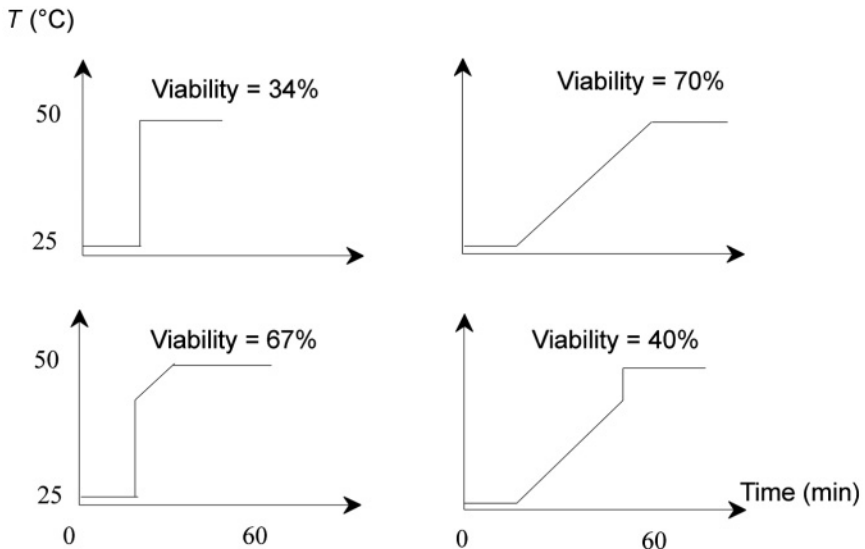 T (°C)
Viability = 34%
Viability = 70%
50
25
Viability = 67%
Viability = 40%
50
25
Time (min)
0
60
0
60